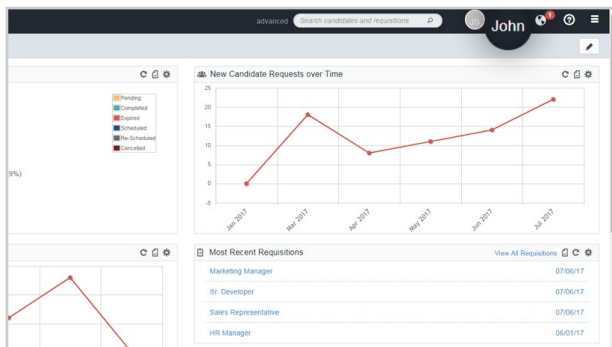 advanced
Search candidates and requisitions
JS
John
1
Pending
Completed
Expired
Scheduled
Re-Scheduled
Cancelled
9%)
New Candidate Requests over Time
25
20
15
10
5
0
-5
Jan 2017
Mar 2017
Apr 2017
May 2017
Jun 2017
Jul 2017
Most Recent Requisitions
View All Requisitions
Marketing Manager 07/06/17
Sr. Developer 07/06/17
Sales Representative 07/06/17
HR Manager 06/01/17